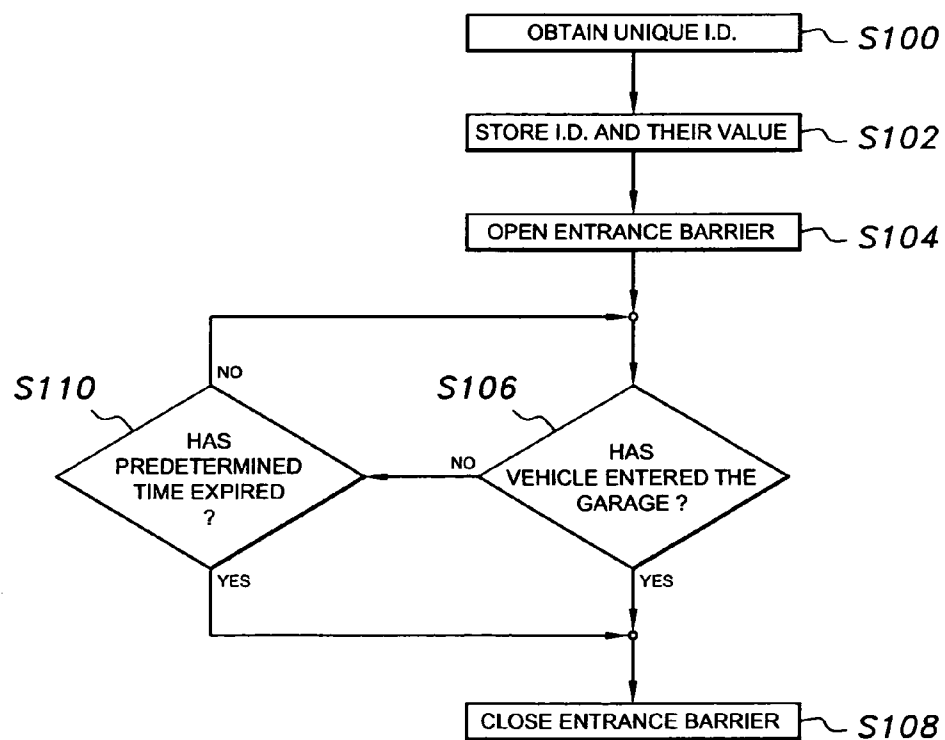 OBTAIN UNIQUE I.D.
S100
STORE I.D. AND THEIR VALUE
S102
OPEN ENTRANCE BARRIER
S104
S110
NO
HAS
PREDETERMINED
TIME EXPIRED
?
YES
S106
NO
HAS
VEHICLE ENTERED THE
GARAGE ?
YES
CLOSE ENTRANCE BARRIER
S108